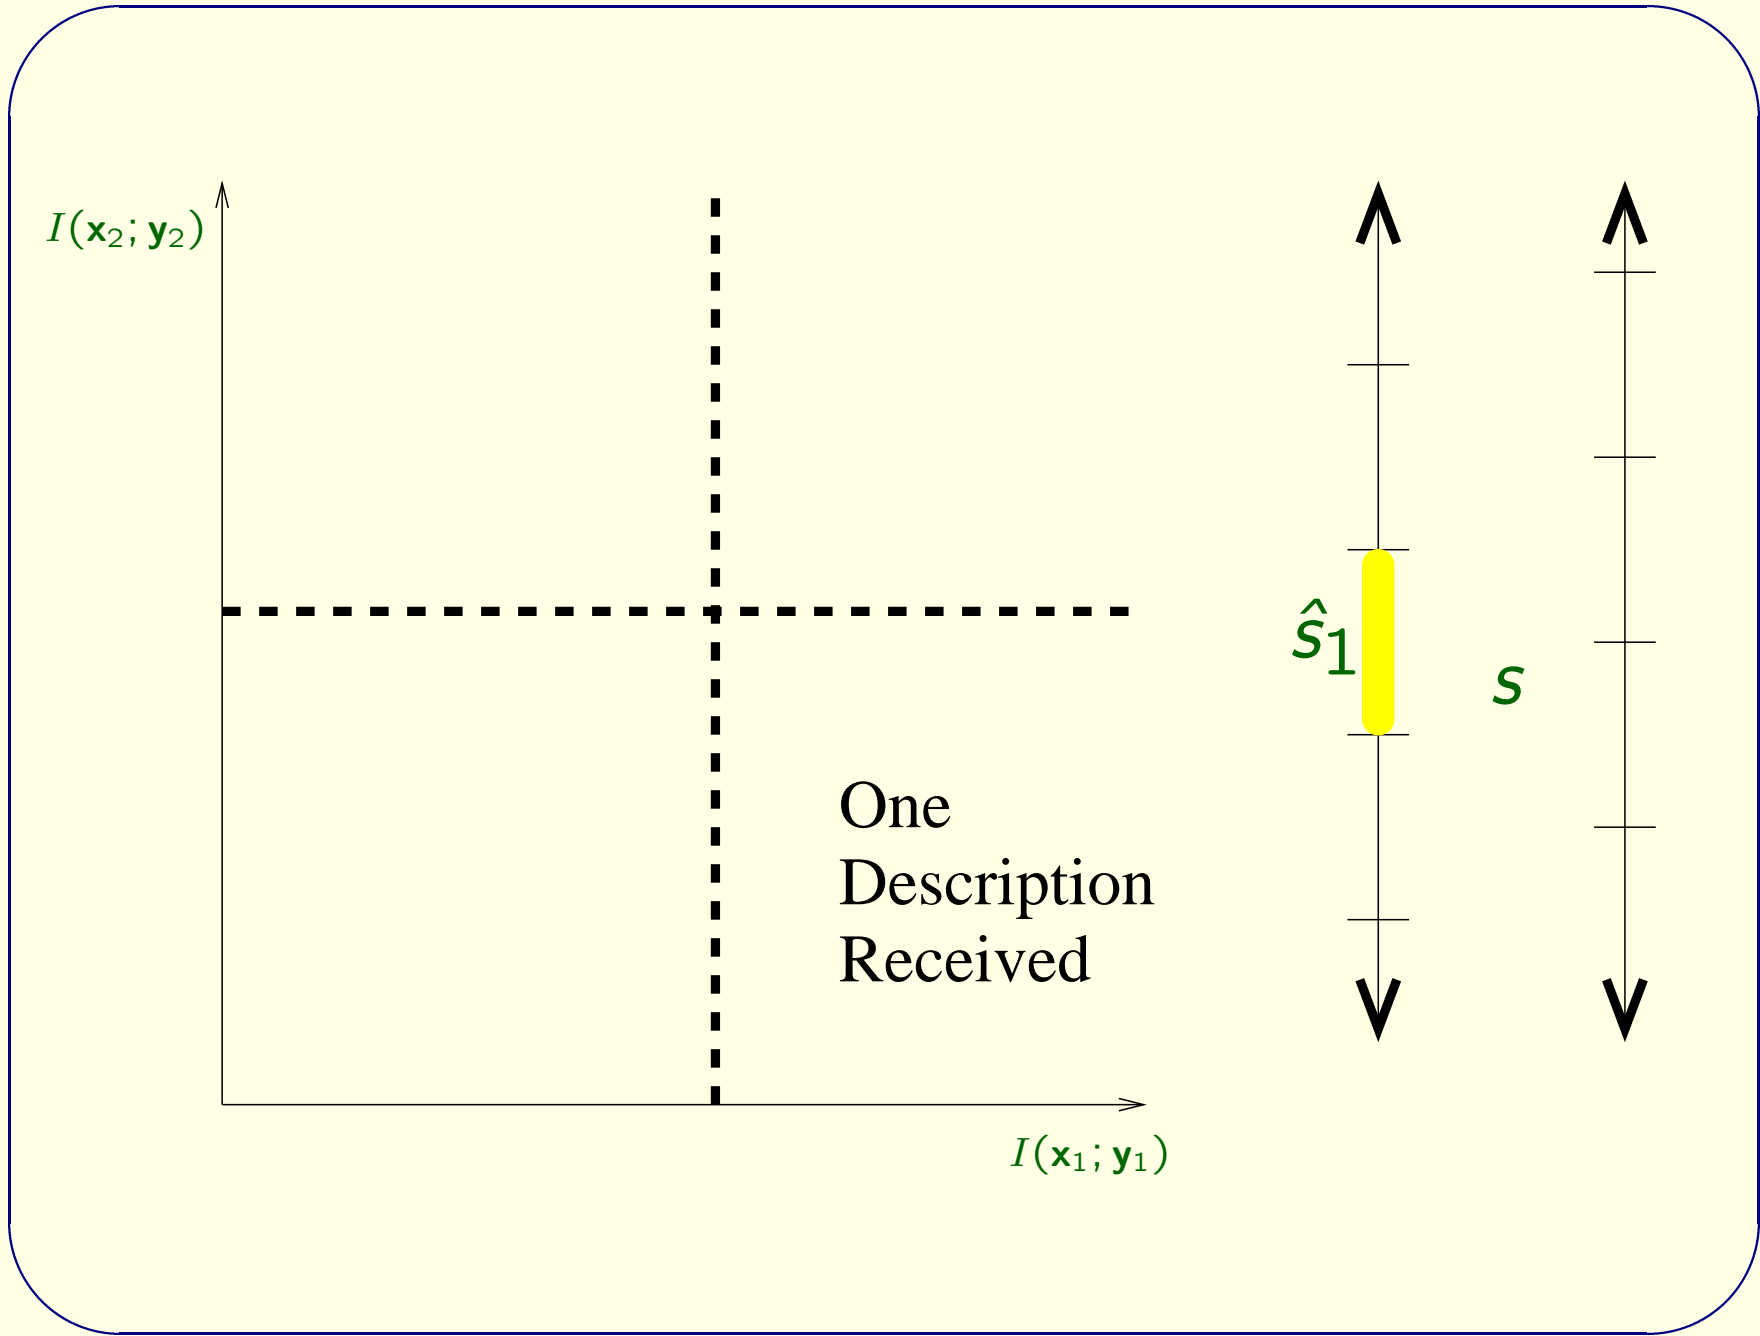 I(x₂; y₂)
ŝ₁
s
One
Description
Received
I(x₁; y₁)